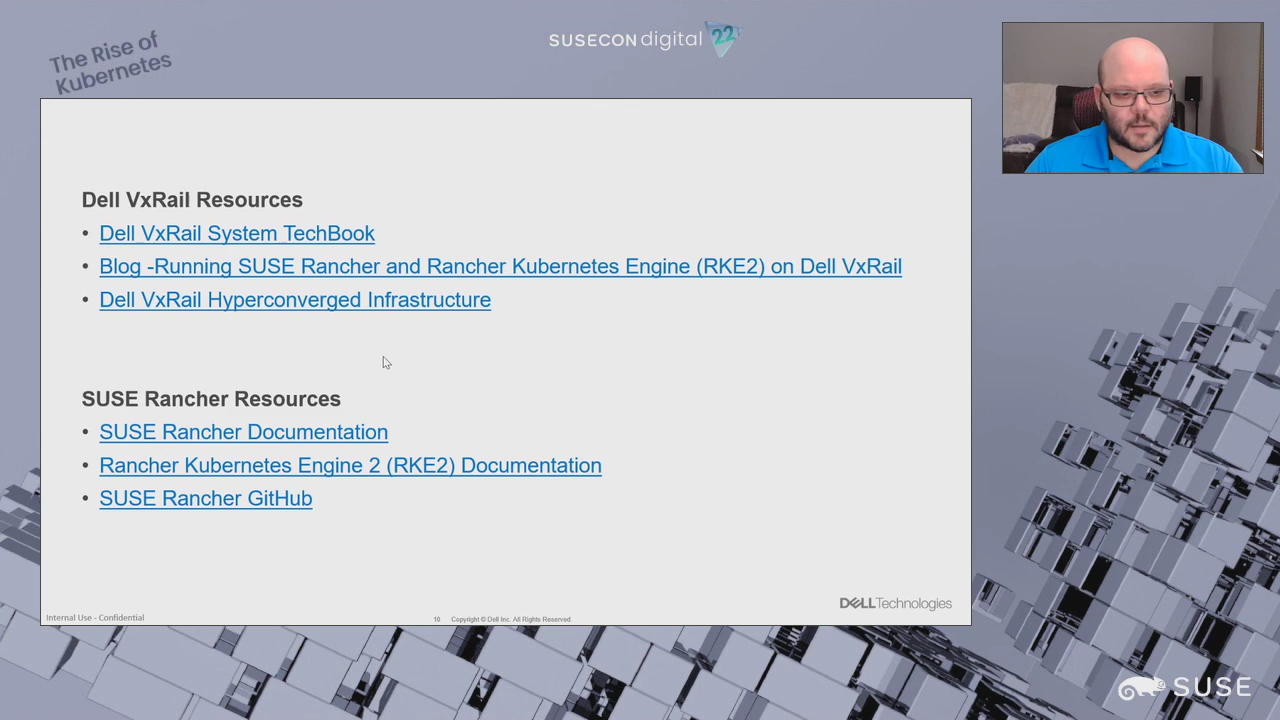 The Rise of
Kubernetes
SUSECON digital 22
Dell VxRail Resources
• Dell VxRail System TechBook
• Blog -Running SUSE Rancher and Rancher Kubernetes Engine (RKE2) on Dell VxRail
• Dell VxRail Hyperconverged Infrastructure
SUSE Rancher Resources
• SUSE Rancher Documentation
• Rancher Kubernetes Engine 2 (RKE2) Documentation
• SUSE Rancher GitHub
DELLTechnologies
Internal Use - Confidential
10 Copyright © Dell Inc. All Rights Reserved.
SUSE